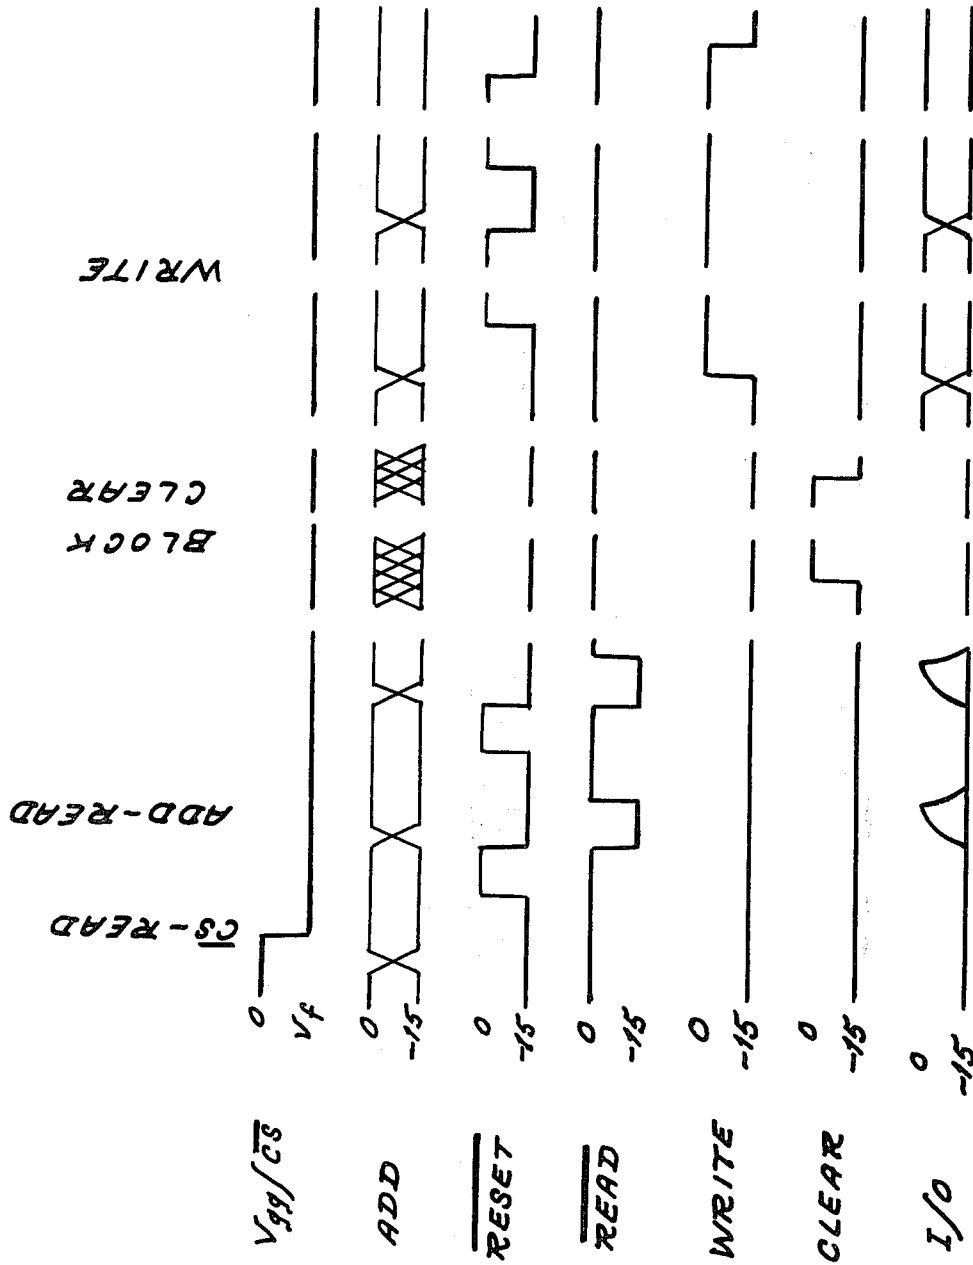 CS-READ ADD-READ BLOCK CLEAR WRITE
Vgg/CS 0
Vf
ADD 0
-15
RESET 0
-15
READ 0
-15
WRITE 0
-15
CLEAR 0
-15
I/O 0
-15